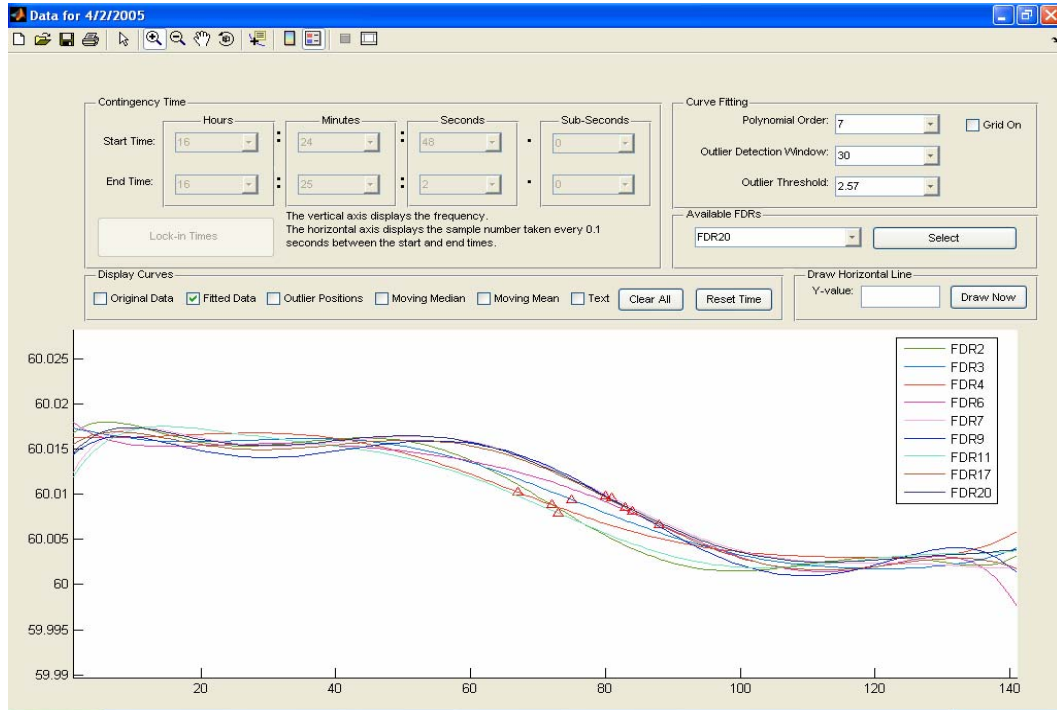 Data for 4/2/2005
Contingency Time
Hours Minutes Seconds Sub-Seconds
Start Time: 16 : 24 : 48 . 0
End Time: 16 : 25 : 2 . 0
Lock-in Times
The vertical axis displays the frequency.
The horizontal axis displays the sample number taken every 0.1
seconds between the start and end times.
Curve Fitting
Polynomial Order: 7
Grid On
Outlier Detection Window: 30
Outlier Threshold: 2.57
Available FDRs
FDR20 Select
Display Curves
Original Data Fitted Data Outlier Positions Moving Median Moving Mean Text Clear All Reset Time
Draw Horizontal Line
Y-value: Draw Now
60.025
60.02
60.015
60.01
60.005
60
59.995
59.99
20 40 60 80 100 120 140
FDR2
FDR3
FDR4
FDR6
FDR7
FDR9
FDR11
FDR17
FDR20